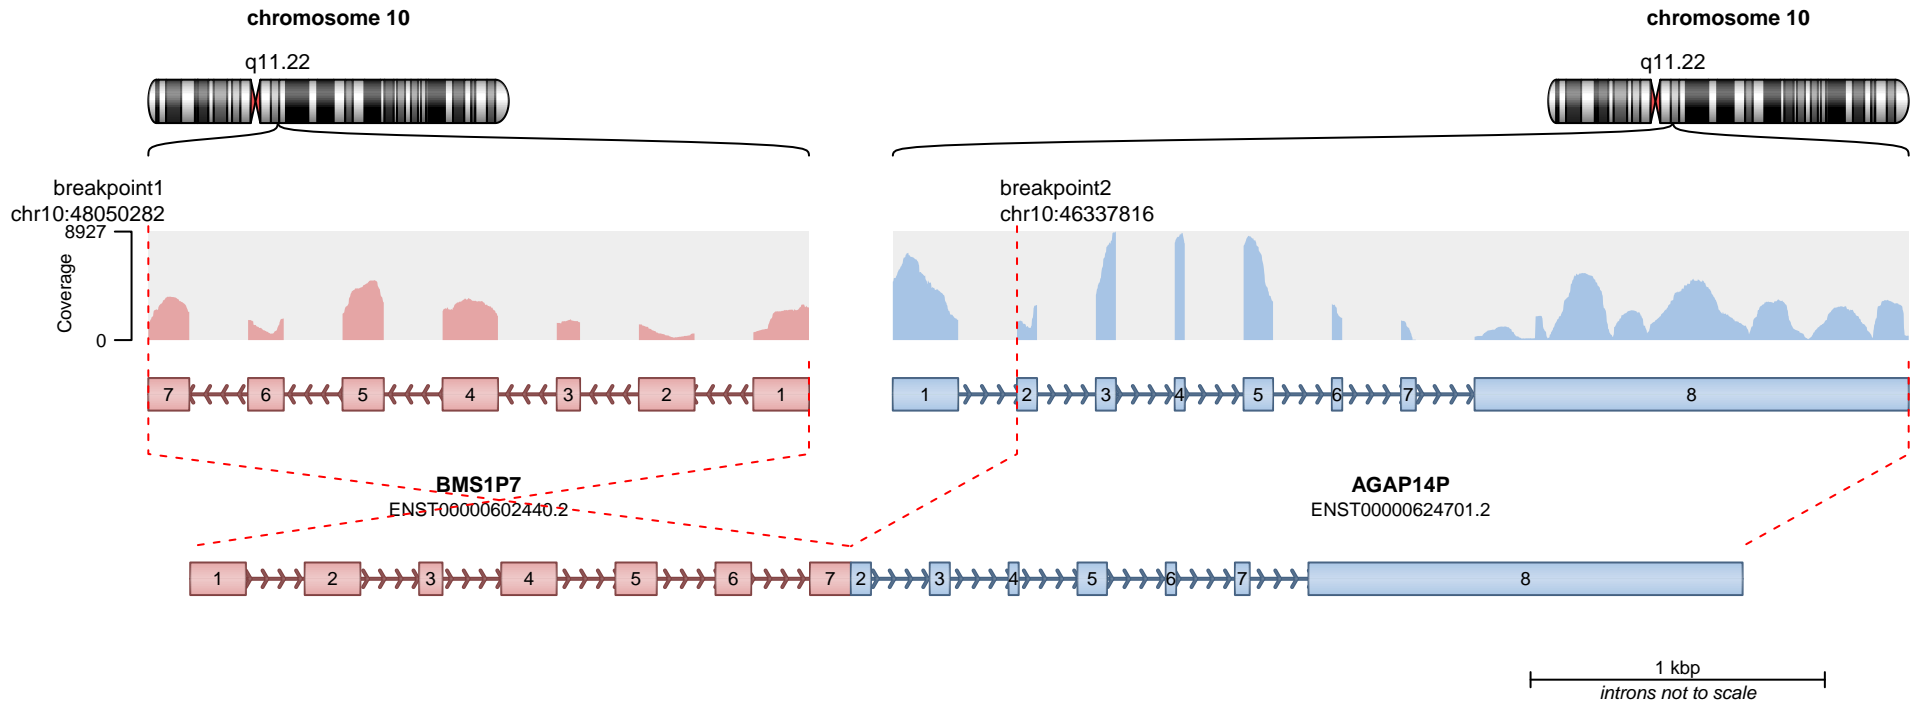 chromosome 10
chromosome 10
q11.22
q11.22
breakpoint1
chr10:48050282
breakpoint2
chr10:46337816
8927
Coverage
0
7 6 5 4 3 2 1
1 2 3 4 5 6 7 8
BMS1P7
ENST00000602440.2
AGAP14P
ENST00000624701.2
1 2 3 4 5 6 7 2 3 4 5 6 7 8
1 kbp
introns not to scale